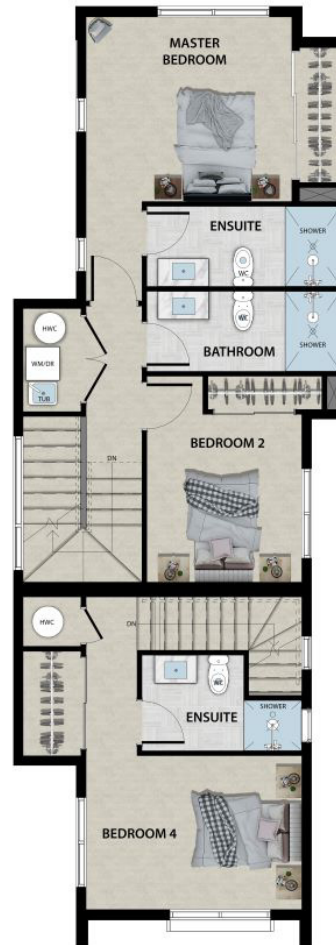 MASTER
BEDROOM
ENSUITE
SHOWER
WC
WC
HWC
BATHROOM
SHOWER
WM/DR
TUB
BEDROOM 2
DN
HWC
DN
WC
ENSUITE
SHOWER
BEDROOM 4